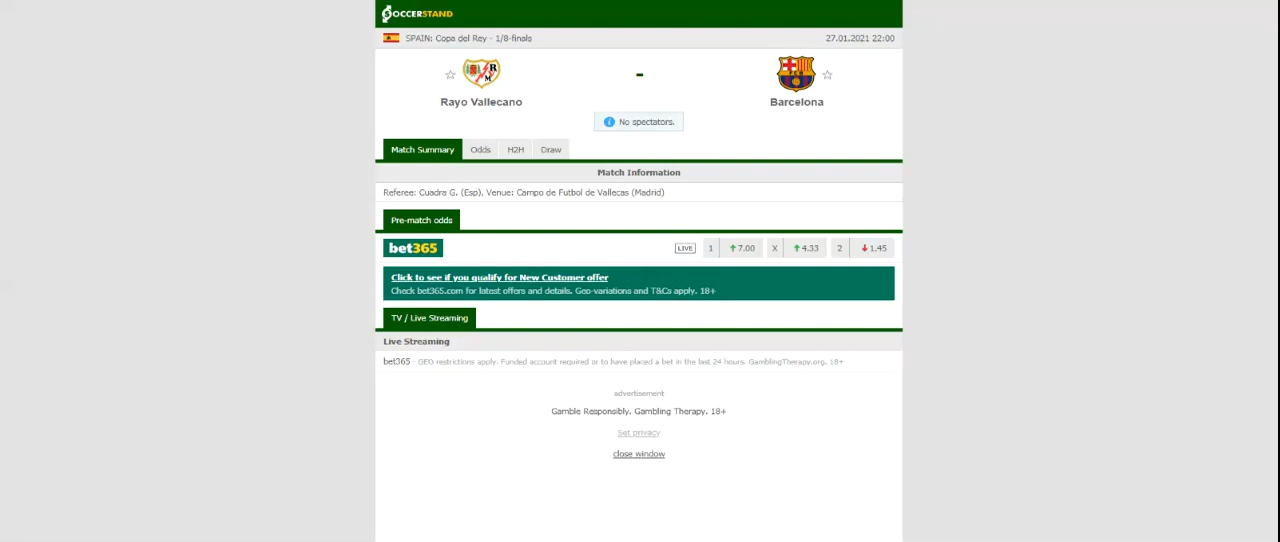 SOCCERSTAND
SPAIN: Copa del Rey - 1/8-finals 27.01.2021 22:00
-
Rayo Vallecano Barcelona
No spectators.
Match Summary Odds H2H Draw
Match Information
Referee: Cuadra G. (Esp), Venue: Campo de Futbol de Vallecas (Madrid)
Pre-match odds
bet365 LIVE 1 7.00 X 4.33 2 1.45
Click to see if you qualify for New Customer offer
Check bet365.com for latest offers and details. Geo-variations and T&Cs apply. 18+
TV / Live Streaming
Live Streaming
bet365 - GEO restrictions apply. Funded account required or to have placed a bet in the last 24 hours. GamblingTherapy.org. 18+
advertisement
Gamble Responsibly. Gambling Therapy. 18+
Set privacy
close window